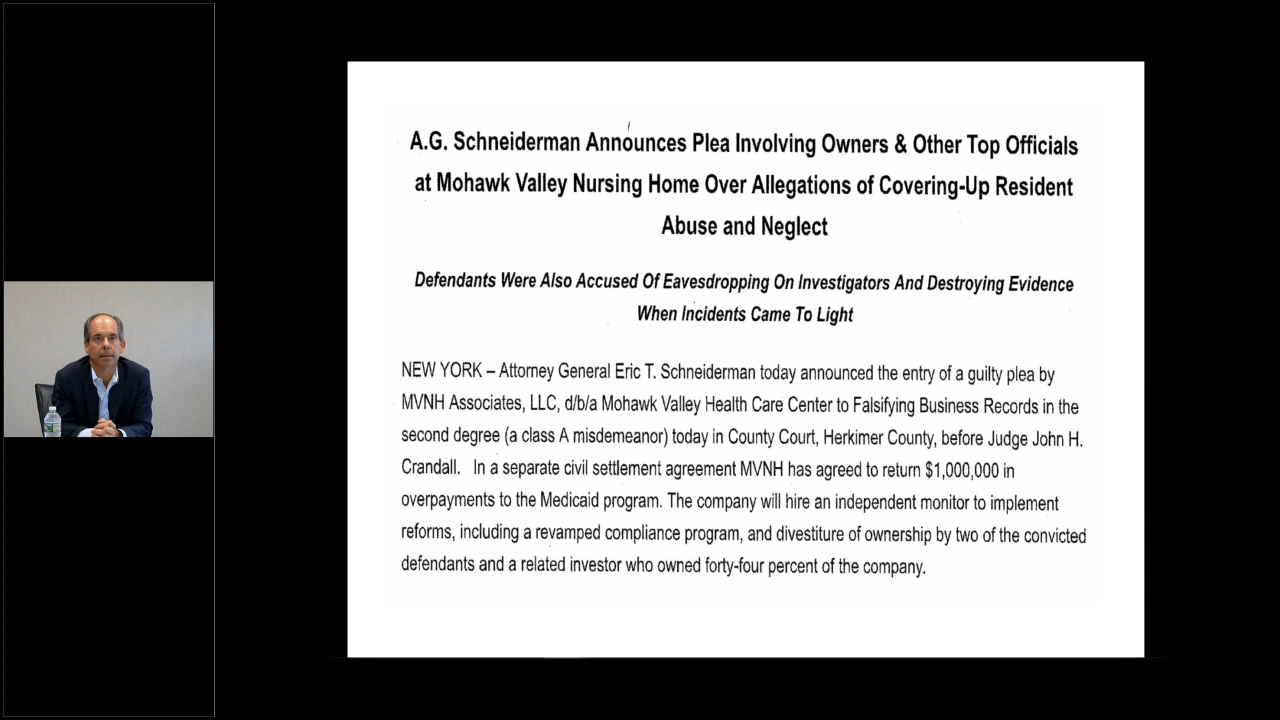 A.G. Schneiderman Announces Plea Involving Owners & Other Top Officials
at Mohawk Valley Nursing Home Over Allegations of Covering-Up Resident
Abuse and Neglect
Defendants Were Also Accused Of Eavesdropping On Investigators And Destroying Evidence
When Incidents Came To Light
NEW YORK – Attorney General Eric T. Schneiderman today announced the entry of a guilty plea by
MVNH Associates, LLC, d/b/a Mohawk Valley Health Care Center to Falsifying Business Records in the
second degree (a class A misdemeanor) today in County Court, Herkimer County, before Judge John H.
Crandall. In a separate civil settlement agreement MVNH has agreed to return $1,000,000 in
overpayments to the Medicaid program. The company will hire an independent monitor to implement
reforms, including a revamped compliance program, and divestiture of ownership by two of the convicted
defendants and a related investor who owned forty-four percent of the company.